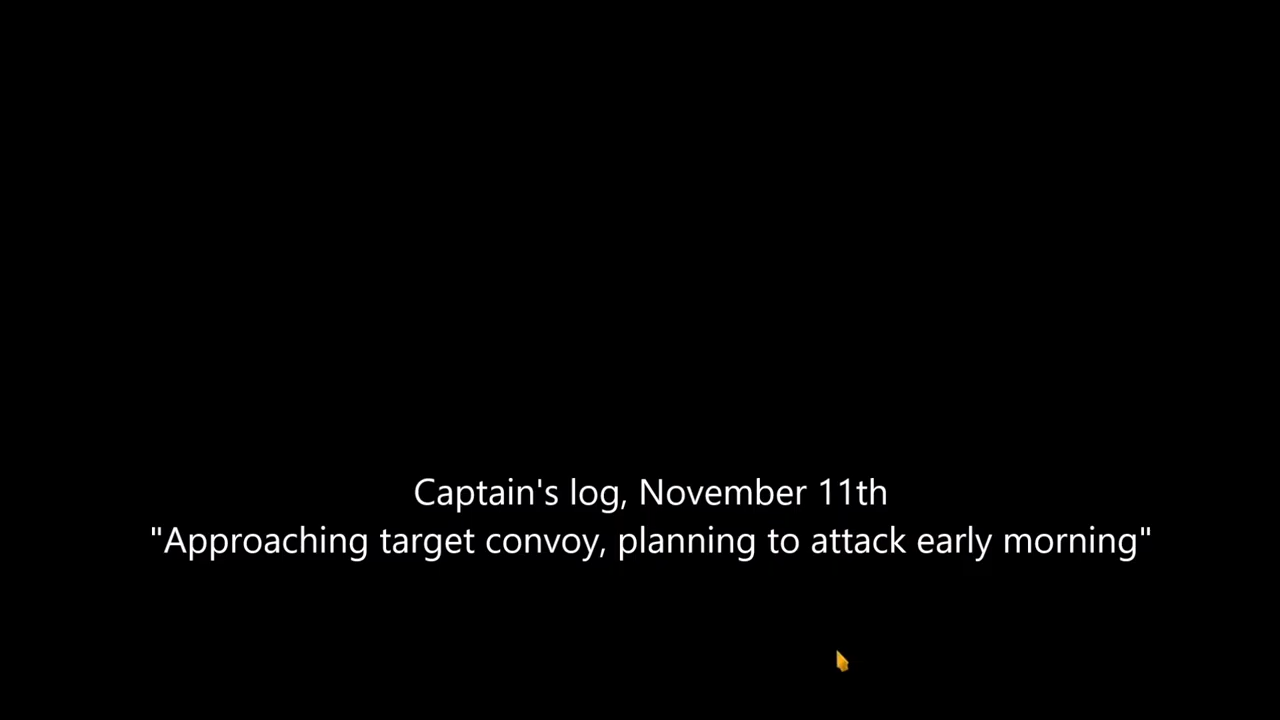 Captain's log, November 11th
"Approaching target convoy, planning to attack early morning"